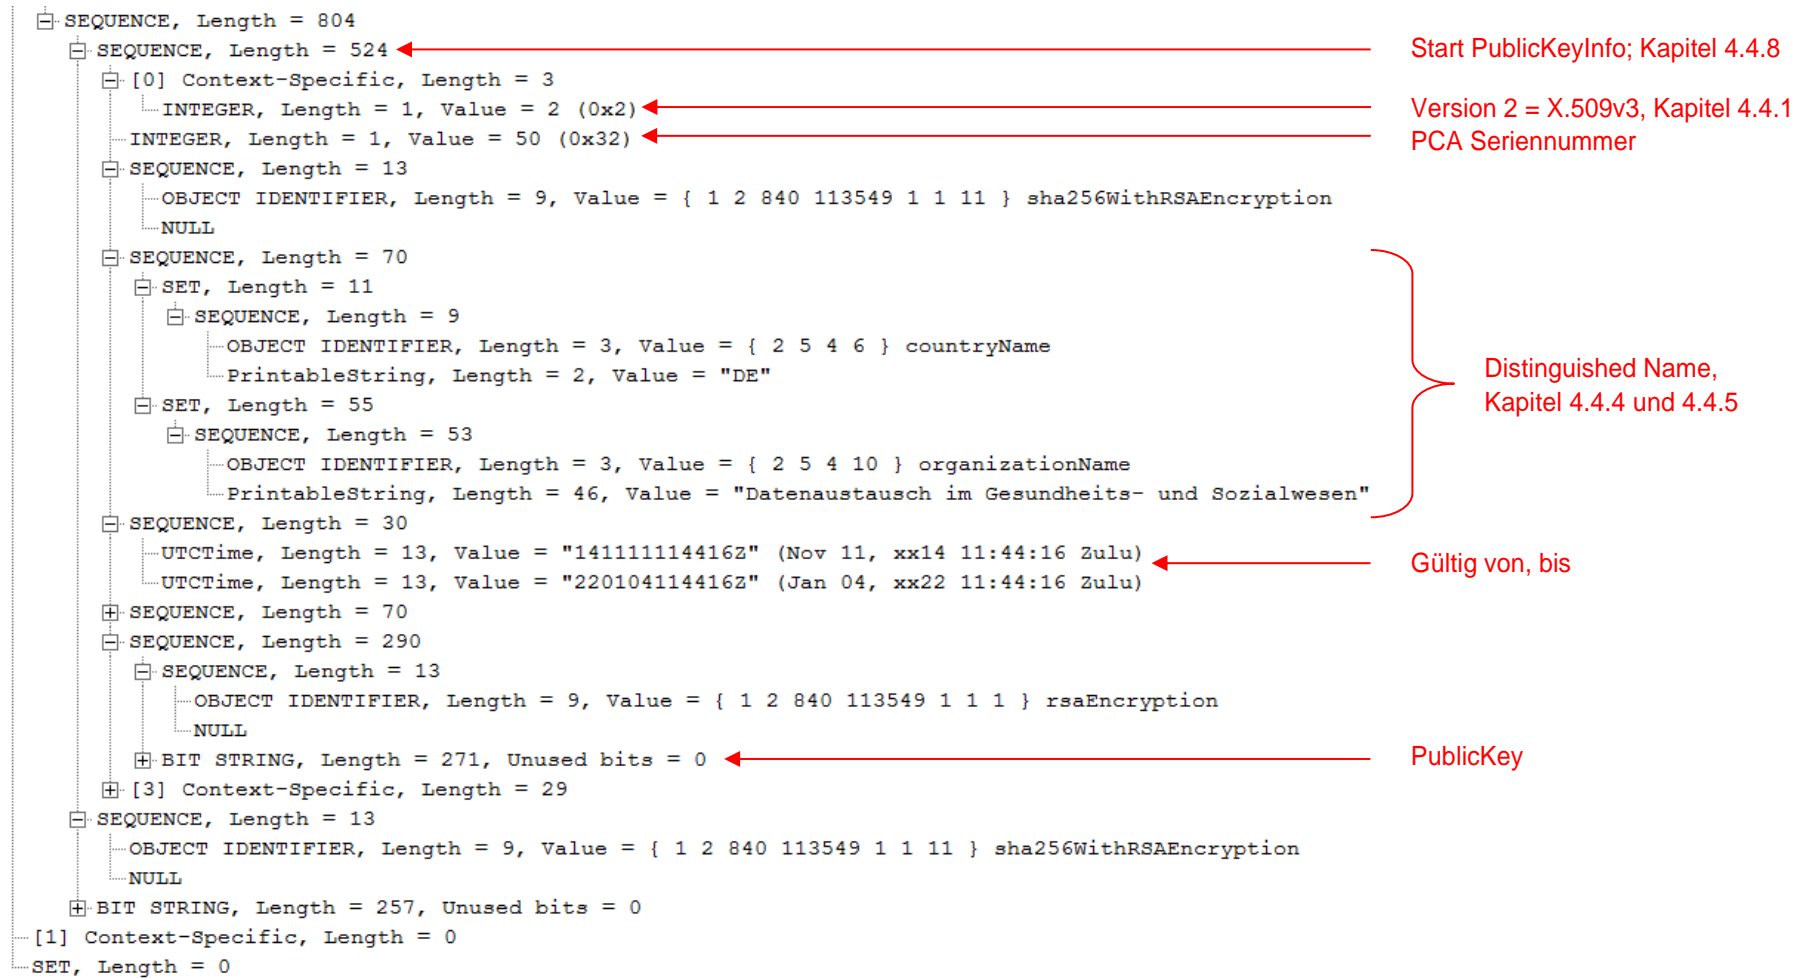 SEQUENCE, Length = 804
SEQUENCE, Length = 524
Start PublicKeyInfo; Kapitel 4.4.8
[0] Context-Specific, Length = 3
INTEGER, Length = 1, Value = 2 (0x2)
Version 2 = X.509v3, Kapitel 4.4.1
INTEGER, Length = 1, Value = 50 (0x32)
PCA Seriennummer
SEQUENCE, Length = 13
OBJECT IDENTIFIER, Length = 9, Value = { 1 2 840 113549 1 1 11 } sha256WithRSAEncryption
NULL
SEQUENCE, Length = 70
SET, Length = 11
SEQUENCE, Length = 9
OBJECT IDENTIFIER, Length = 3, Value = { 2 5 4 6 } countryName
PrintableString, Length = 2, Value = "DE"
Distinguished Name,
Kapitel 4.4.4 und 4.4.5
SET, Length = 55
SEQUENCE, Length = 53
OBJECT IDENTIFIER, Length = 3, Value = { 2 5 4 10 } organizationName
PrintableString, Length = 46, Value = "Datenaustausch im Gesundheits- und Sozialwesen"
SEQUENCE, Length = 30
UTCTime, Length = 13, Value = "141111114416Z" (Nov 11, xx14 11:44:16 Zulu)
Gültig von, bis
UTCTime, Length = 13, Value = "220104114416Z" (Jan 04, xx22 11:44:16 Zulu)
SEQUENCE, Length = 70
SEQUENCE, Length = 290
SEQUENCE, Length = 13
OBJECT IDENTIFIER, Length = 9, Value = { 1 2 840 113549 1 1 1 } rsaEncryption
NULL
BIT STRING, Length = 271, Unused bits = 0
PublicKey
[3] Context-Specific, Length = 29
SEQUENCE, Length = 13
OBJECT IDENTIFIER, Length = 9, Value = { 1 2 840 113549 1 1 11 } sha256WithRSAEncryption
NULL
BIT STRING, Length = 257, Unused bits = 0
[1] Context-Specific, Length = 0
SET, Length = 0